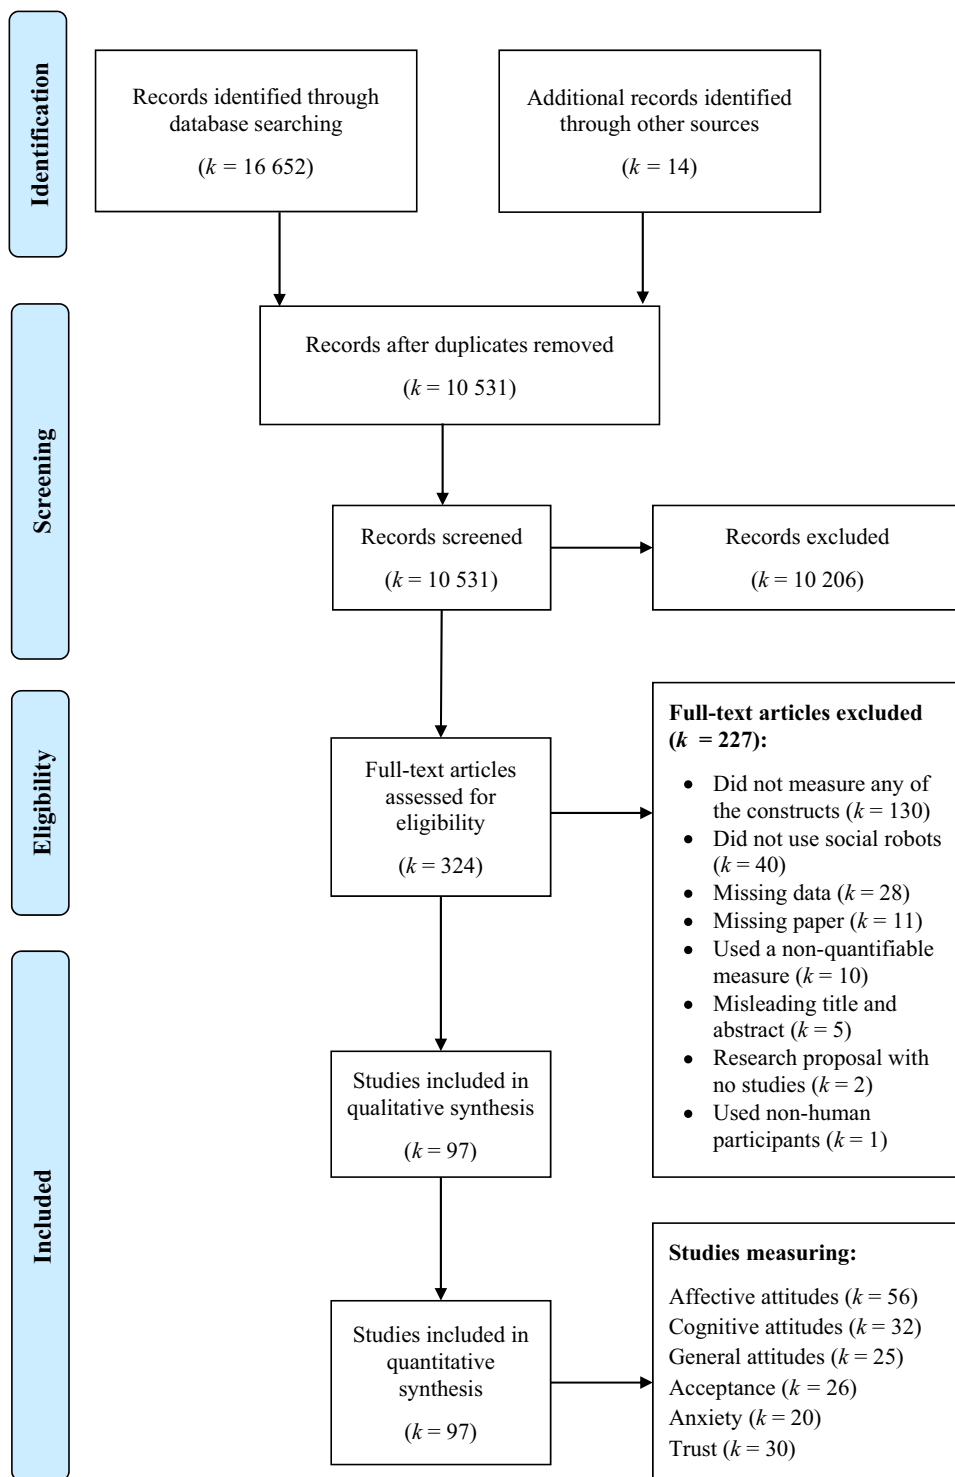 Identification
Records identified through
database searching
(k = 16 652)
Additional records identified
through other sources
(k = 14)
Screening
Records after duplicates removed
(k = 10 531)
Records screened
(k = 10 531)
Records excluded
(k = 10 206)
Eligibility
Full-text articles
assessed for
eligibility
(k = 324)
Full-text articles excluded
(k = 227):
• Did not measure any of
the constructs (k = 130)
• Did not use social robots
(k = 40)
• Missing data (k = 28)
• Missing paper (k = 11)
• Used a non-quantifiable
measure (k = 10)
• Misleading title and
abstract (k = 5)
• Research proposal with
no studies (k = 2)
• Used non-human
participants (k = 1)
Included
Studies included in
qualitative synthesis
(k = 97)
Studies included in
quantitative
synthesis
(k = 97)
Studies measuring:
Affective attitudes (k = 56)
Cognitive attitudes (k = 32)
General attitudes (k = 25)
Acceptance (k = 26)
Anxiety (k = 20)
Trust (k = 30)